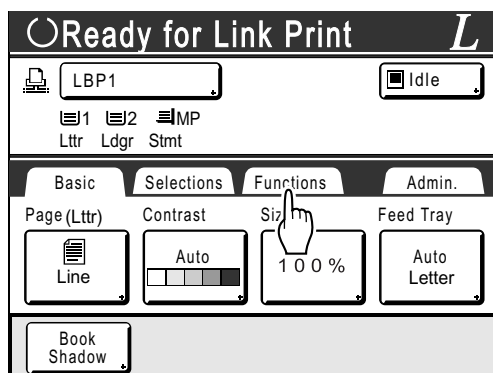 Ready for Link Print L
LBP1 Idle
1 2 MP
Lttr Ldgr Stmt
Basic Selections Functions Admin.
Page (Lttr) Contrast Feed Tray
Line Auto 100% Auto
Letter
Book
Shadow